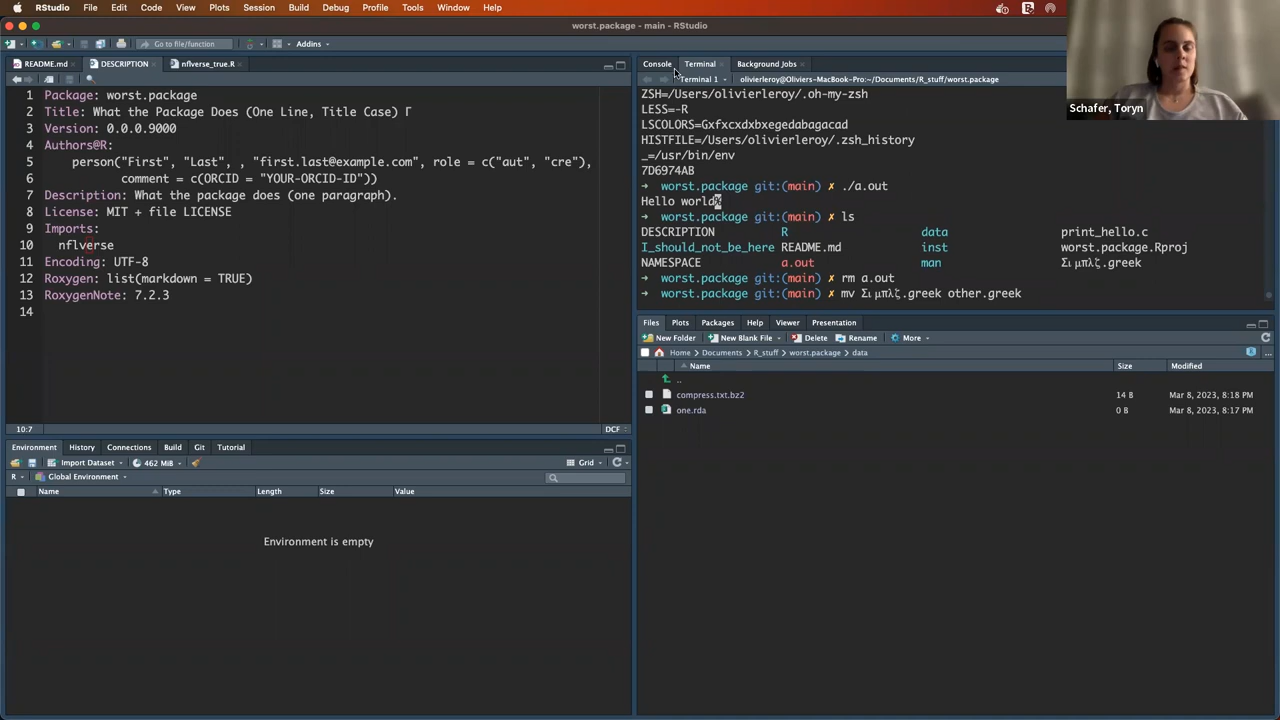 RStudio File Edit Code View Plots Session Build Debug Profile Tools Window Help
worst.package - main - RStudio
Go to file/function Addins
README.md DESCRIPTION nflverse_true.R
1 Package: worst.package
2 Title: What the Package Does (One Line, Title Case) Γ
3 Version: 0.0.0.9000
4 Authors@R:
5 person("First", "Last", , "first.last@example.com", role = c("aut", "cre"),
6 comment = c(ORCID = "YOUR-ORCID-ID"))
7 Description: What the package does (one paragraph).
8 License: MIT + file LICENSE
9 Imports:
10 nflverse
11 Encoding: UTF-8
12 Roxygen: list(markdown = TRUE)
13 RoxygenNote: 7.2.3
14
10:7 DCF
Environment History Connections Build Git Tutorial
Import Dataset 462 MiB Grid
R Global Environment
Name Type Length Size Value
Environment is empty
Console Terminal Background Jobs
Terminal 1 olivierleroy@Oliviers-MacBook-Pro:~/Documents/R_stuff/worst.package
ZSH=/Users/olivierleroy/.oh-my-zsh
LESS=-R
LSCOLORS=Gxfxcxdxbxegedabagacad
HISTFILE=/Users/olivierleroy/.zsh_history
_=/usr/bin/env
7D6974AB
→ worst.package git:(main) ✗ ./a.out
Hello world%
→ worst.package git:(main) ✗ ls
DESCRIPTION R data print_hello.c
I_should_not_be_here README.md inst worst.package.Rproj
NAMESPACE a.out man Σιμπλζ.greek
→ worst.package git:(main) ✗ rm a.out
→ worst.package git:(main) ✗ mv Σιμπλζ.greek other.greek
Files Plots Packages Help Viewer Presentation
New Folder New Blank File Delete Rename More
Home Documents R_stuff worst.package data
Name Size Modified
..
compress.txt.bz2 14 B Mar 8, 2023, 8:18 PM
one.rda 0 B Mar 8, 2023, 8:17 PM
Schafer, Toryn